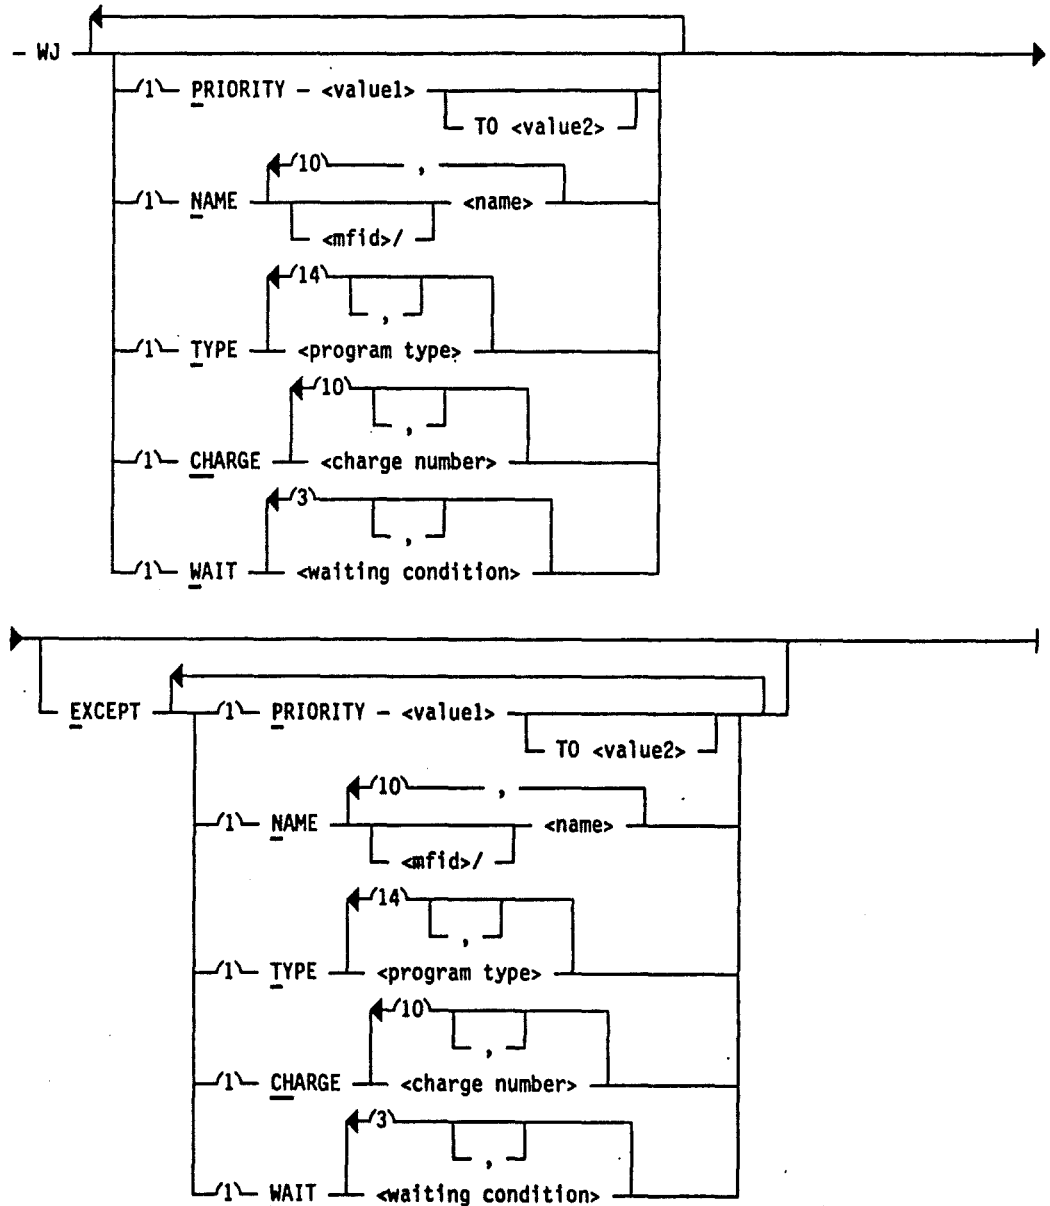 - WJ
/1\ PRIORITY - <value1>
TO <value2>
/10\ ,
/1\ NAME <name>
<mfid>/
/14\
,
/1\ TYPE <program type>
/10\
,
/1\ CHARGE <charge number>
/3\
,
/1\ WAIT <waiting condition>
EXCEPT /1\ PRIORITY - <value1>
TO <value2>
/10\ ,
/1\ NAME <name>
<mfid>/
/14\
,
/1\ TYPE <program type>
/10\
,
/1\ CHARGE <charge number>
/3\
,
/1\ WAIT <waiting condition>